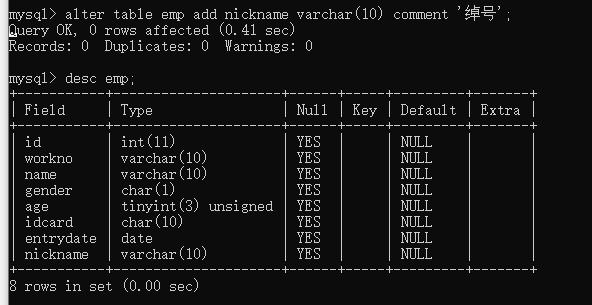 mysql> alter table emp add nickname varchar(10) comment '绰号';
Query OK, 0 rows affected (0.41 sec)
Records: 0  Duplicates: 0  Warnings: 0
mysql> desc emp;
+-----------+---------------------+------+-----+---------+-------+
| Field     | Type                | Null | Key | Default | Extra |
+-----------+---------------------+------+-----+---------+-------+
| id        | int(11)             | YES  |     | NULL    |       |
| workno    | varchar(10)         | YES  |     | NULL    |       |
| name      | varchar(10)         | YES  |     | NULL    |       |
| gender    | char(1)             | YES  |     | NULL    |       |
| age       | tinyint(3) unsigned | YES  |     | NULL    |       |
| idcard    | char(10)            | YES  |     | NULL    |       |
| entrydate | date                | YES  |     | NULL    |       |
| nickname  | varchar(10)         | YES  |     | NULL    |       |
+-----------+---------------------+------+-----+---------+-------+
8 rows in set (0.00 sec)